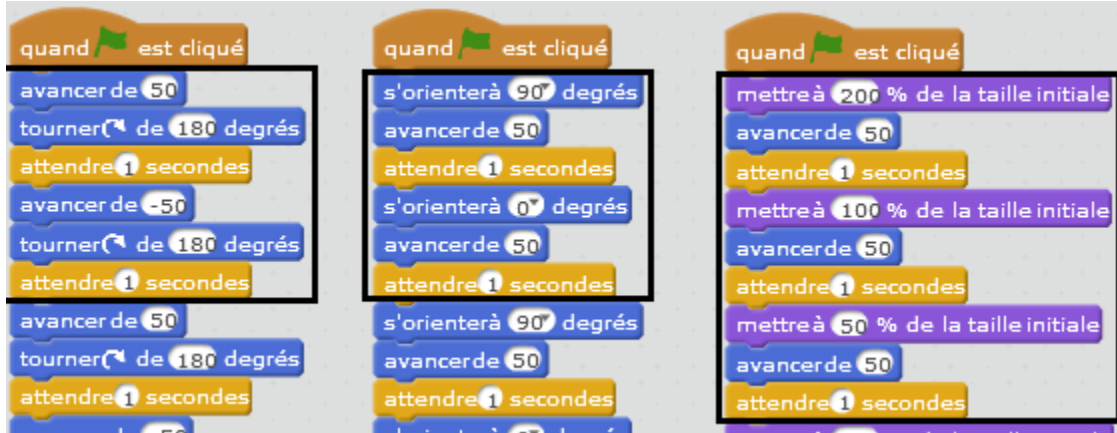 quand est cliqué
avancer de 50
tourner de 180 degrés
attendre 1 secondes
avancer de -50
tourner de 180 degrés
attendre 1 secondes
avancer de 50
tourner de 180 degrés
attendre 1 secondes
quand est cliqué
s'orienter à 90 degrés
avancer de 50
attendre 1 secondes
s'orienter à 0 degrés
avancer de 50
attendre 1 secondes
s'orienter à 90 degrés
avancer de 50
attendre 1 secondes
quand est cliqué
mettre à 200 % de la taille initiale
avancer de 50
attendre 1 secondes
mettre à 100 % de la taille initiale
avancer de 50
attendre 1 secondes
mettre à 50 % de la taille initiale
avancer de 50
attendre 1 secondes